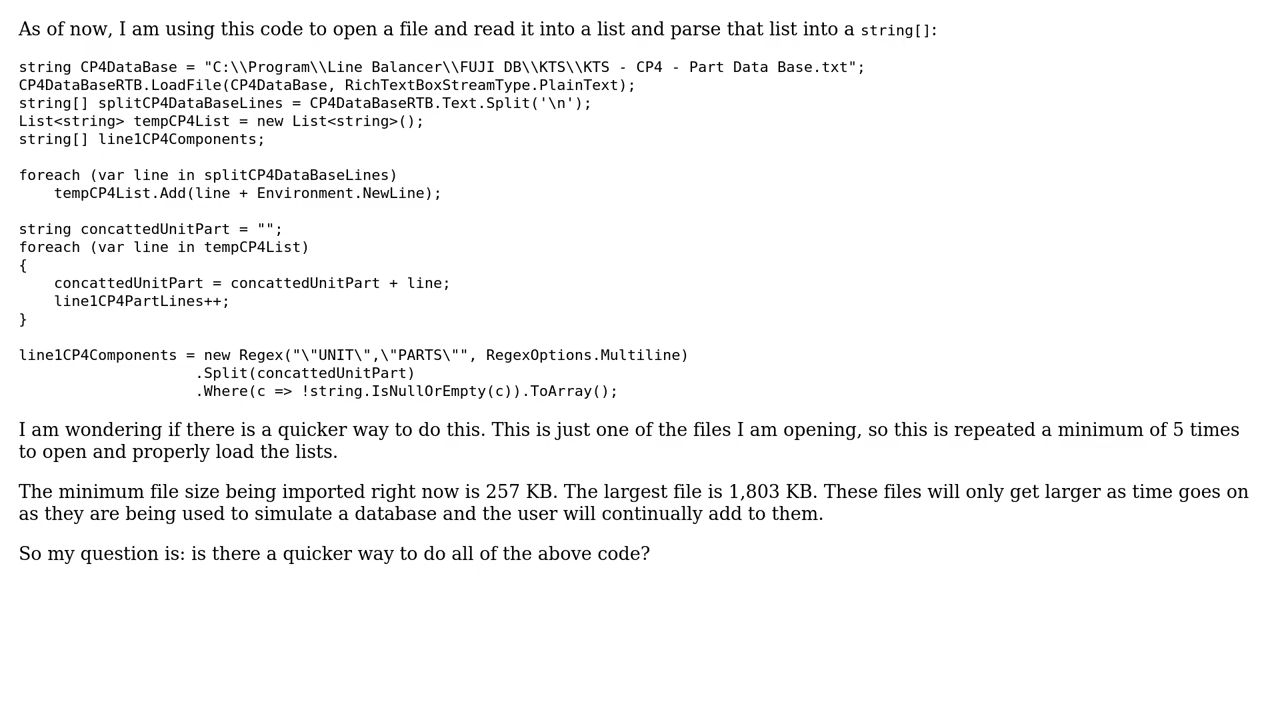 As of now, I am using this code to open a file and read it into a list and parse that list into a string[]:
string CP4DataBase = "C:\\Program\\Line Balancer\\FUJI DB\\KTS\\KTS - CP4 - Part Data Base.txt";
CP4DataBaseRTB.LoadFile(CP4DataBase, RichTextBoxStreamType.PlainText);
string[] splitCP4DataBaseLines = CP4DataBaseRTB.Text.Split('\n');
List<string> tempCP4List = new List<string>();
string[] line1CP4Components;

foreach (var line in splitCP4DataBaseLines)
    tempCP4List.Add(line + Environment.NewLine);

string concattedUnitPart = "";
foreach (var line in tempCP4List)
{
    concattedUnitPart = concattedUnitPart + line;
    line1CP4PartLines++;
}

line1CP4Components = new Regex("\"UNIT\",\"PARTS\"", RegexOptions.Multiline)
                    .Split(concattedUnitPart)
                    .Where(c => !string.IsNullOrEmpty(c)).ToArray();
I am wondering if there is a quicker way to do this. This is just one of the files I am opening, so this is repeated a minimum of 5 times
to open and properly load the lists.
The minimum file size being imported right now is 257 KB. The largest file is 1,803 KB. These files will only get larger as time goes on
as they are being used to simulate a database and the user will continually add to them.
So my question is: is there a quicker way to do all of the above code?